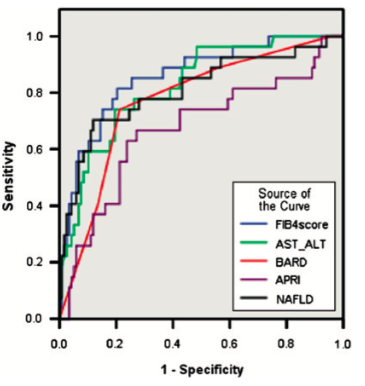 1.0
0.8
0.6
0.4
0.2
0.0
Sensitivity
0.0 0.2 0.4 0.6 0.8 1.0
1 - Specificity
Source of
the Curve
FIB4score
AST_ALT
BARD
APRI
NAFLD